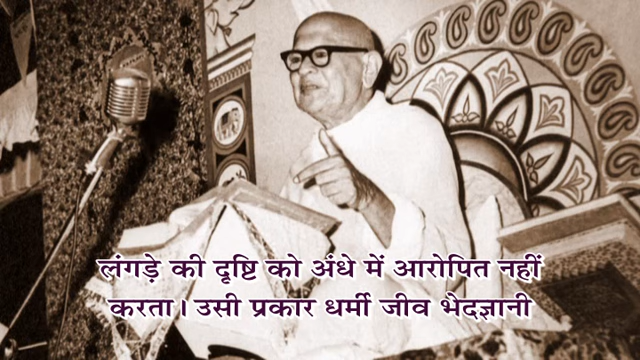 लंगड़े की दृष्टि को अंधे में आरोपित नहीं
करता। उसी प्रकार धर्मी जीव भेदज्ञानी